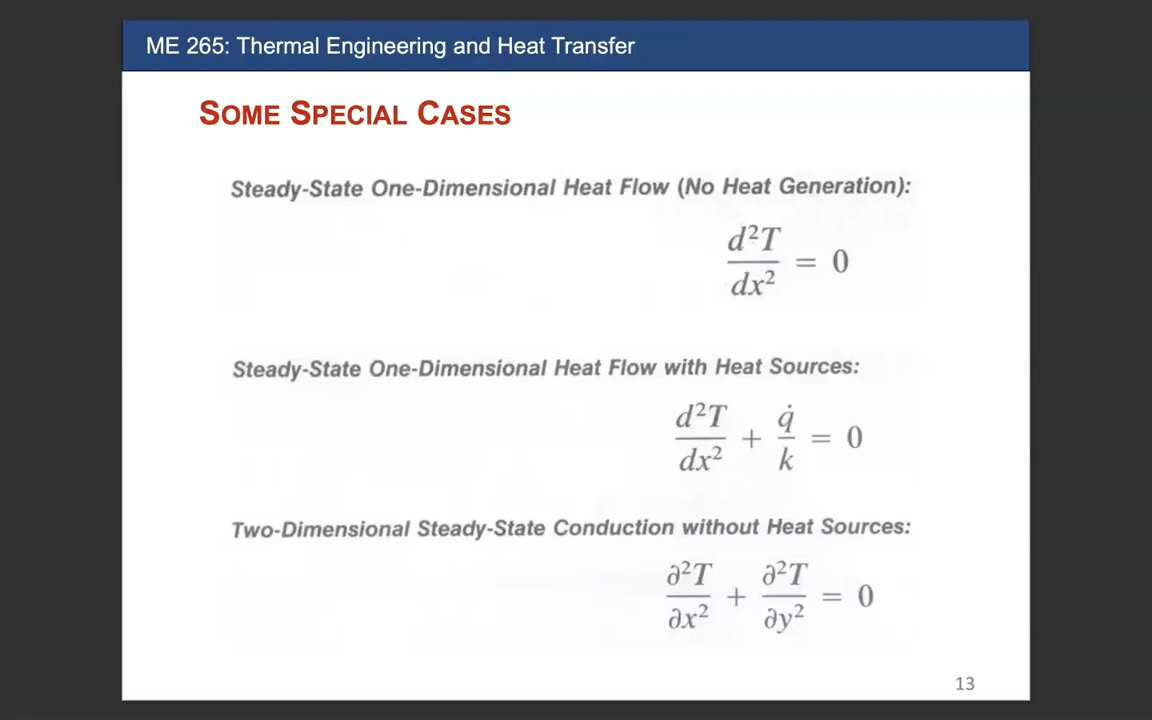 ME 265: Thermal Engineering and Heat Transfer
SOME SPECIAL CASES
Steady-State One-Dimensional Heat Flow (No Heat Generation):
d²T/dx² = 0
Steady-State One-Dimensional Heat Flow with Heat Sources:
d²T/dx² + q̇/k = 0
Two-Dimensional Steady-State Conduction without Heat Sources:
∂²T/∂x² + ∂²T/∂y² = 0
13